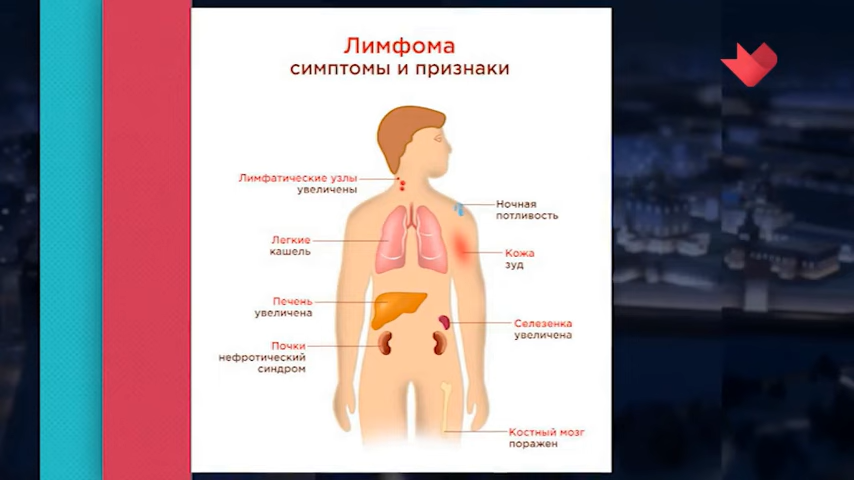 Лимфома
симптомы и признаки
Лимфатические узлы
увеличены
Ночная
потливость
Легкие
кашель
Кожа
зуд
Печень
увеличена
Селезенка
увеличена
Почки
нефротический
синдром
Костный мозг
поражен